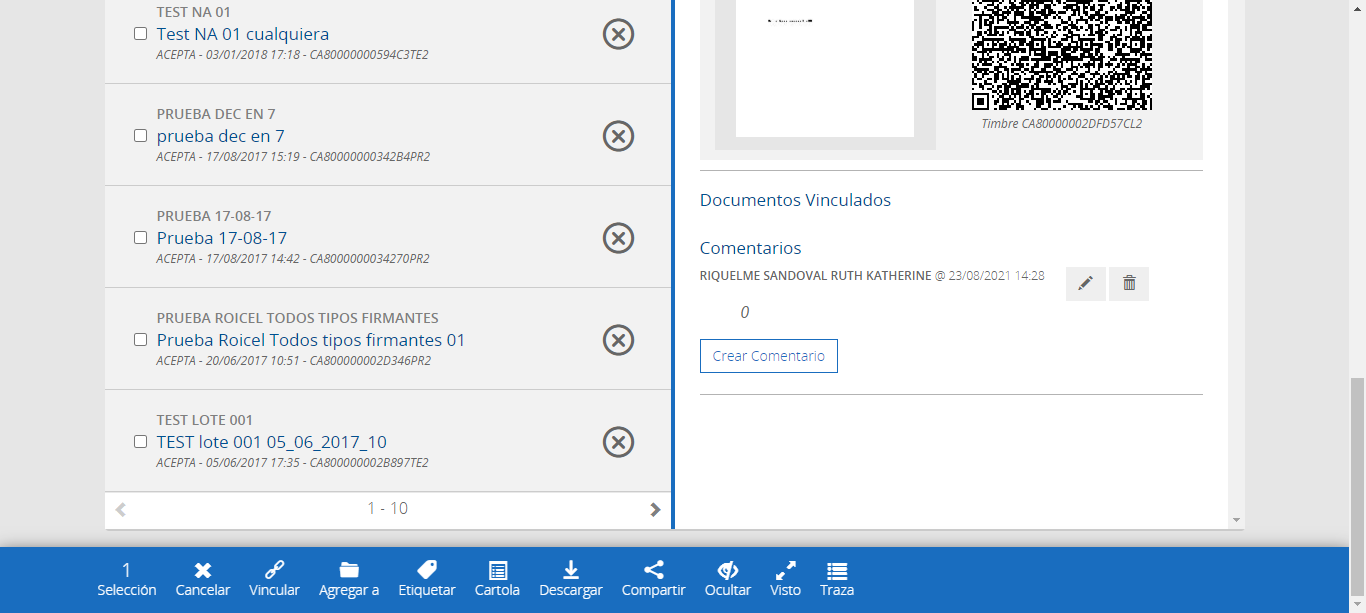 TEST NA 01
Test NA 01 cualquiera
ACEPTA - 03/01/2018 17:18 - CA80000000594C3TE2
PRUEBA DEC EN 7
prueba dec en 7
ACEPTA - 17/08/2017 15:19 - CA80000000342B4PR2
PRUEBA 17-08-17
Prueba 17-08-17
ACEPTA - 17/08/2017 14:42 - CA800000034270PR2
PRUEBA ROICEL TODOS TIPOS FIRMANTES
Prueba Roicel Todos tipos firmantes 01
ACEPTA - 20/06/2017 10:51 - CA800000002D346PR2
TEST LOTE 001
TEST lote 001 05_06_2017_10
ACEPTA - 05/06/2017 17:35 - CA800000002B897TE2
1 - 10
Timbre CA80000002DFD57CL2
Documentos Vinculados
Comentarios
RIQUELME SANDOVAL RUTH KATHERINE @ 23/08/2021 14:28
0
Crear Comentario
1
Selección Cancelar Vincular Agregar a Etiquetar Cartola Descargar Compartir Ocultar Visto Traza